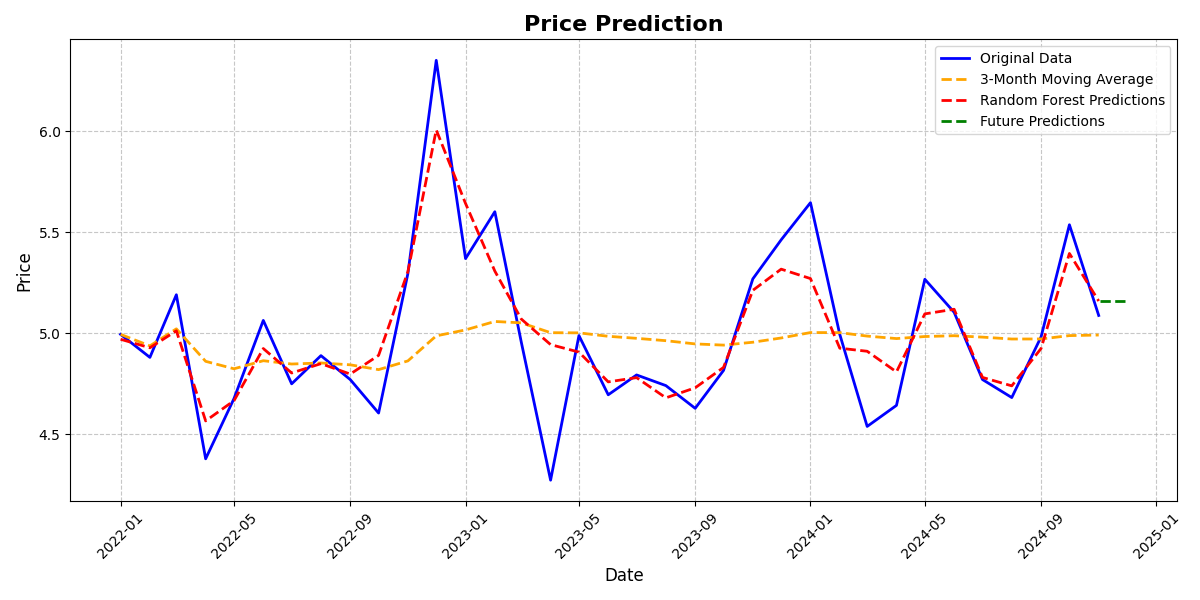 Price Prediction
Original Data
3-Month Moving Average
Random Forest Predictions
Future Predictions
Price
6.0
5.5
5.0
4.5
2022-01
2022-05
2022-09
2023-01
2023-05
2023-09
2024-01
2024-05
2024-09
2025-01
Date